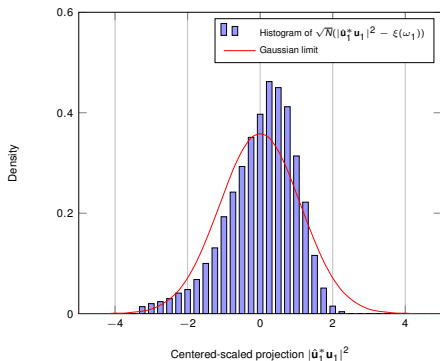 0.6
Histogram of √N(|û₁*u₁|² − ξ(ω₁))
Gaussian limit
0.4
Density
0.2
0
−4 −2 0 2 4
Centered-scaled projection |û₁*u₁|²